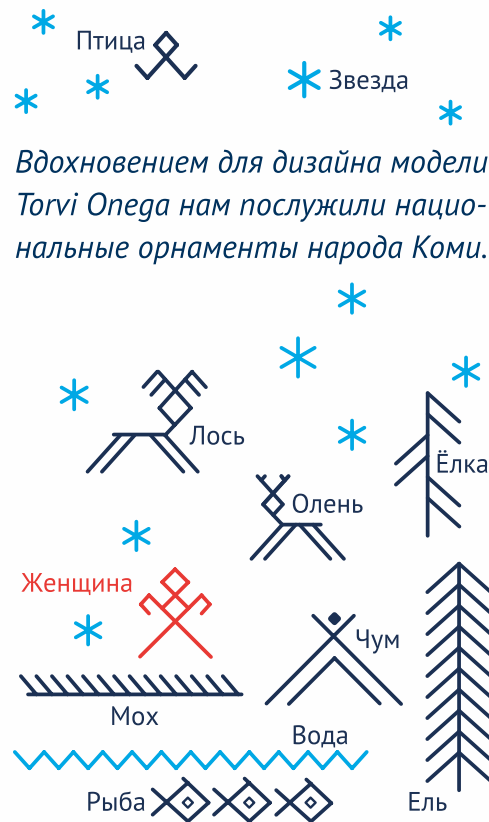 Птица
Звезда
Вдохновением для дизайна модели
Torvi Onega нам послужили нацио-
нальные орнаменты народа Коми.
Лось
Ёлка
Олень
Женщина
Чум
Мох
Вода
Рыба
Ель